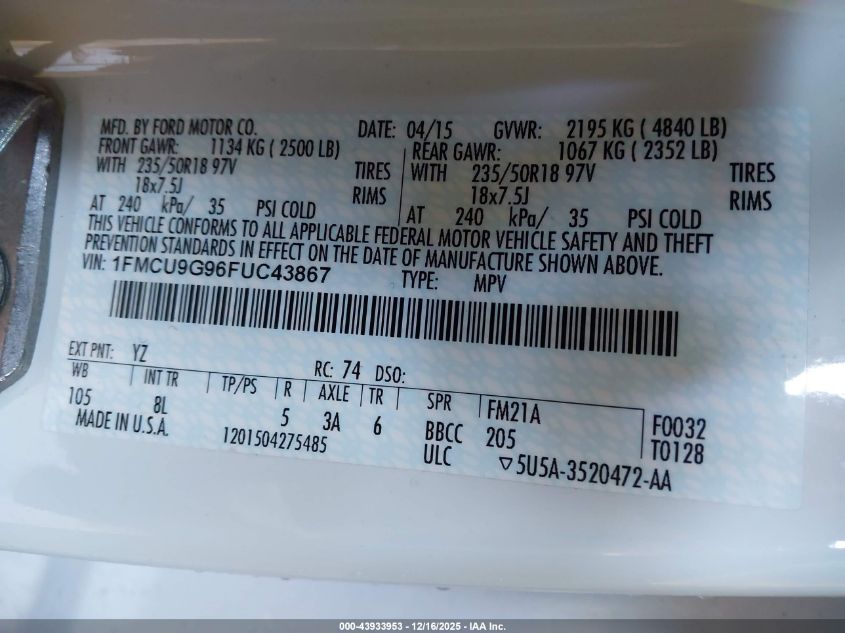 MFD. BY FORD MOTOR CO. DATE: 04/15 GVWR: 2195 KG ( 4840 LB)
FRONT GAWR: 1134 KG ( 2500 LB) REAR GAWR: 1067 KG ( 2352 LB)
WITH 235/50R18 97V TIRES WITH 235/50R18 97V TIRES
18x7.5J RIMS 18x7.5J RIMS
AT 240 kPa/ 35 PSI COLD AT 240 kPa/ 35 PSI COLD
THIS VEHICLE CONFORMS TO ALL APPLICABLE FEDERAL MOTOR VEHICLE SAFETY AND THEFT
PREVENTION STANDARDS IN EFFECT ON THE DATE OF MANUFACTURE SHOWN ABOVE.
VIN: 1FMCU9G96FUC43867 TYPE: MPV
EXT PNT: YZ RC: 74 DSO:
WB INT TR TP/PS R AXLE TR SPR FM21A F0032
105 8L 5 3A 6 BBCC 205 T0128
MADE IN U.S.A. 1201504275485 ULC ▽5U5A-3520472-AA
000-43933953 - 12/16/2025 - IAA Inc.